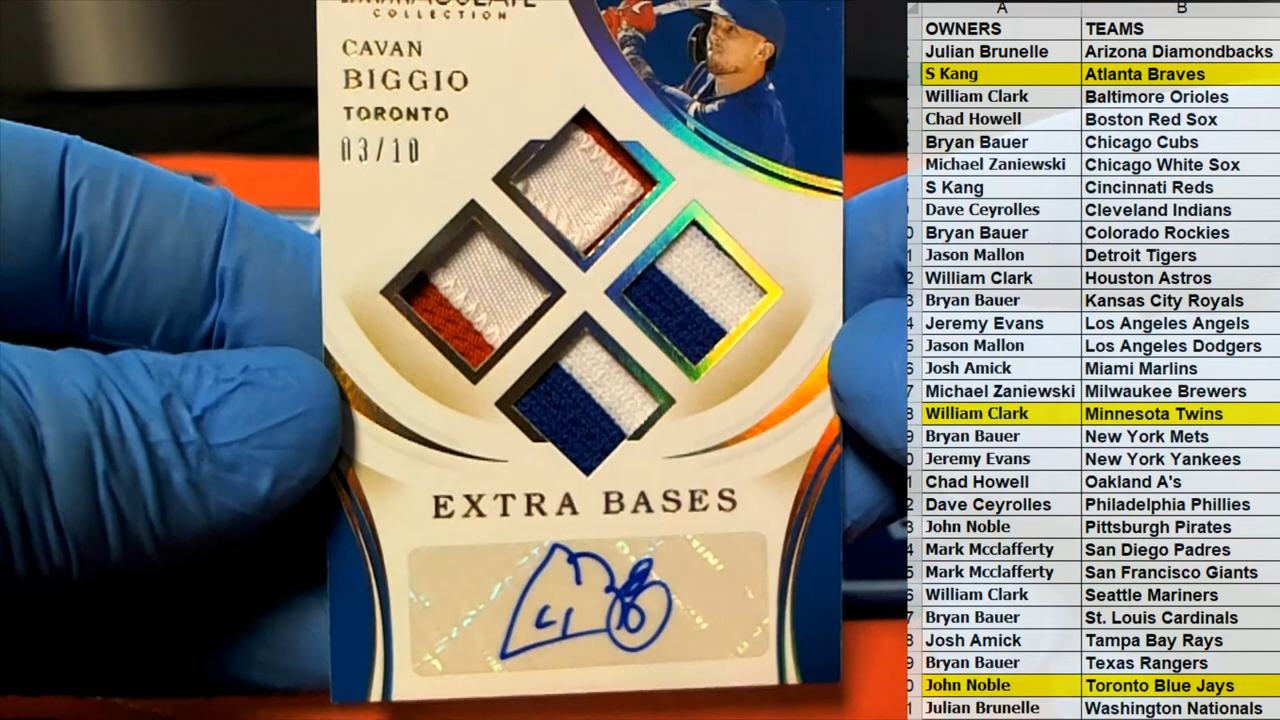 COLLECTION
CAVAN
BIGGIO
TORONTO
03/10
EXTRA BASES
A B
OWNERS TEAMS
Julian Brunelle Arizona Diamondbacks
S Kang Atlanta Braves
William Clark Baltimore Orioles
Chad Howell Boston Red Sox
Bryan Bauer Chicago Cubs
Michael Zaniewski Chicago White Sox
S Kang Cincinnati Reds
Dave Ceyrolles Cleveland Indians
Bryan Bauer Colorado Rockies
Jason Mallon Detroit Tigers
William Clark Houston Astros
Bryan Bauer Kansas City Royals
Jeremy Evans Los Angeles Angels
Jason Mallon Los Angeles Dodgers
Josh Amick Miami Marlins
Michael Zaniewski Milwaukee Brewers
William Clark Minnesota Twins
Bryan Bauer New York Mets
Jeremy Evans New York Yankees
Chad Howell Oakland A's
Dave Ceyrolles Philadelphia Phillies
John Noble Pittsburgh Pirates
Mark Mcclafferty San Diego Padres
Mark Mcclafferty San Francisco Giants
William Clark Seattle Mariners
Bryan Bauer St. Louis Cardinals
Josh Amick Tampa Bay Rays
Bryan Bauer Texas Rangers
John Noble Toronto Blue Jays
Julian Brunelle Washington Nationals